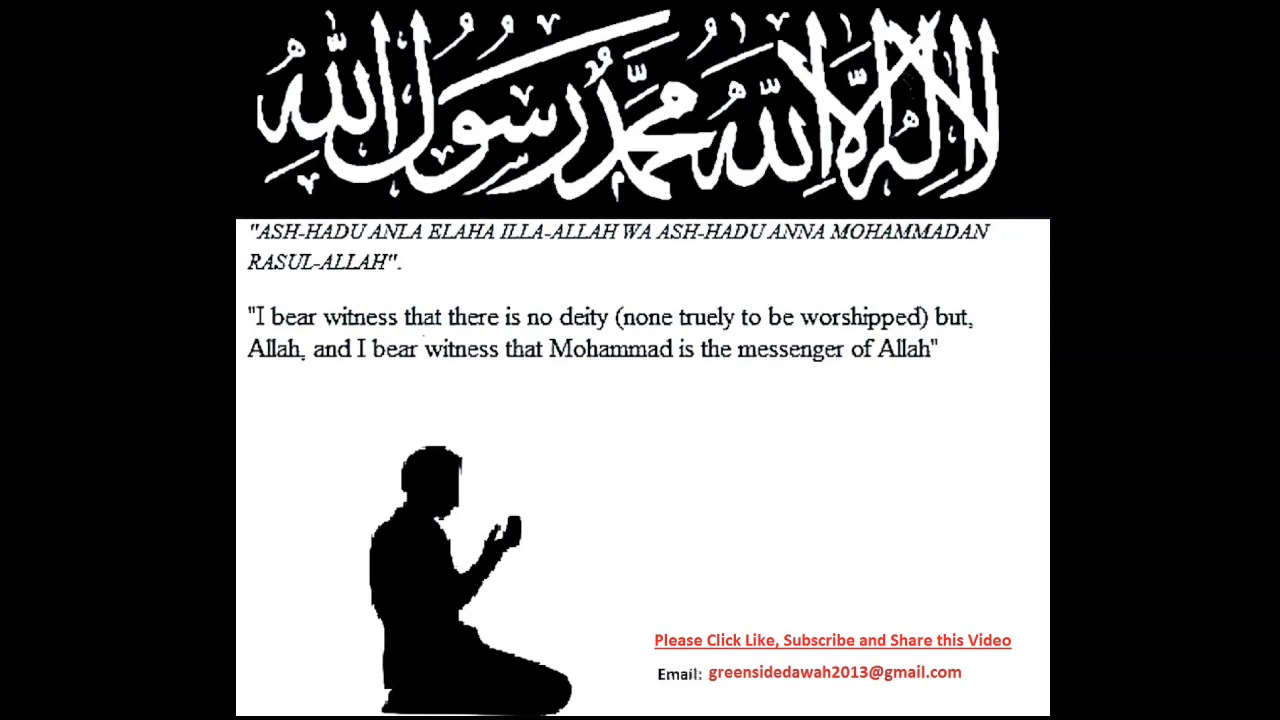 لا إله إلا الله محمد رسول الله
"ASH-HADU ANLA ELAHA ILLA-ALLAH WA ASH-HADU ANNA MOHAMMADAN
RASUL-ALLAH".
"I bear witness that there is no deity (none truely to be worshipped) but,
Allah, and I bear witness that Mohammad is the messenger of Allah"
Please Click Like, Subscribe and Share this Video
Email: greensidedawah2013@gmail.com